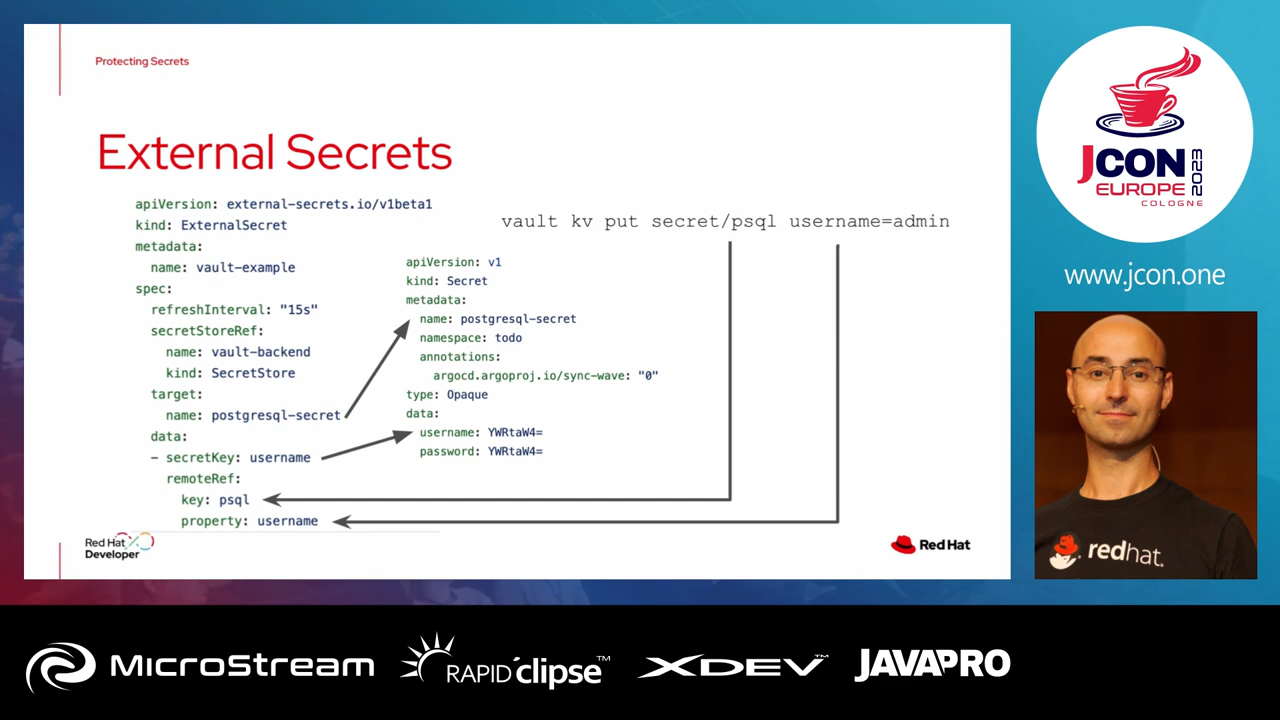 Protecting Secrets
External Secrets
apiVersion: external-secrets.io/v1beta1
kind: ExternalSecret
metadata:
name: vault-example
spec:
refreshInterval: "15s"
secretStoreRef:
name: vault-backend
kind: SecretStore
target:
name: postgresql-secret
data:
- secretKey: username
remoteRef:
key: psql
property: username
vault kv put secret/psql username=admin
apiVersion: v1
kind: Secret
metadata:
name: postgresql-secret
namespace: todo
annotations:
argocd.argoproj.io/sync-wave: "0"
type: Opaque
data:
username: YWRtaW4=
password: YWRtaW4=
Red Hat
Developer
Red Hat
JCON
EUROPE
2023
COLOGNE
www.jcon.one
redhat.
MICROSTREAM
RAPIDclipse™
XDEV™
JAVAPRO